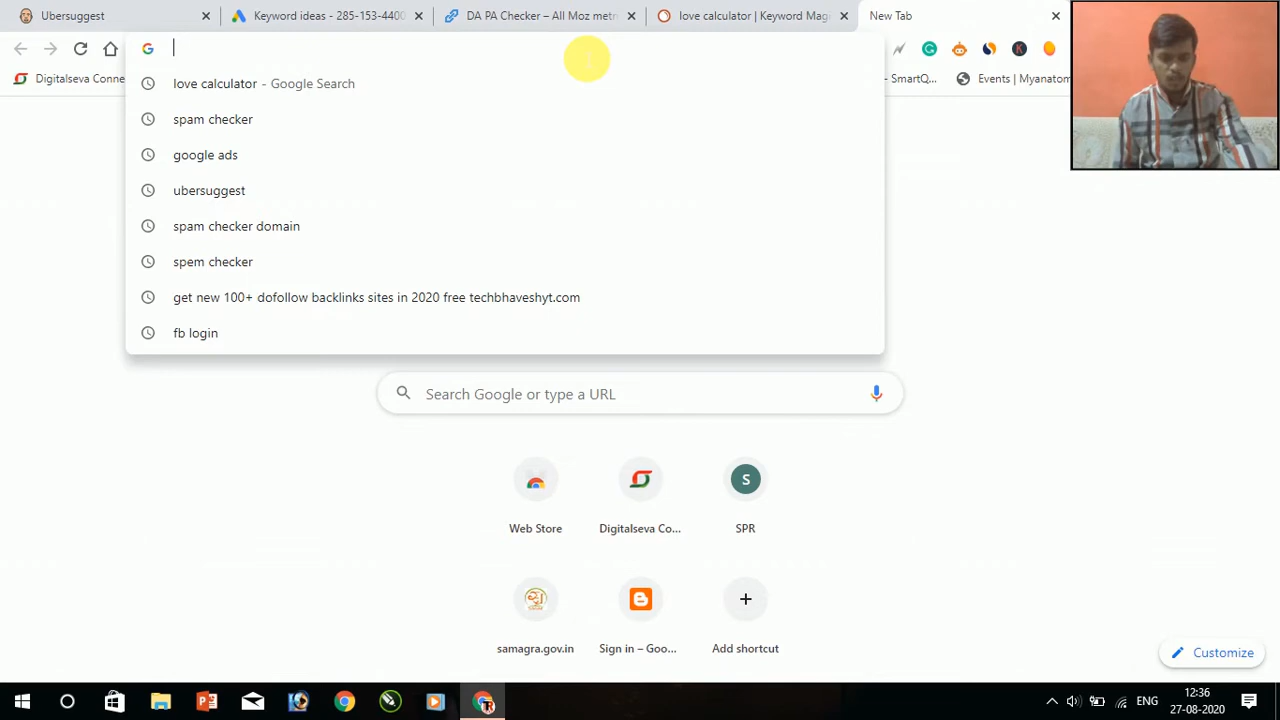 Ubersuggest
Keyword ideas - 285-153-4400
DA PA Checker – All Moz metr
love calculator | Keyword Mag
New Tab
G
K
Digitalseva Conne
- SmartQ...
Events | Myanatom
love calculator - Google Search
spam checker
google ads
ubersuggest
spam checker domain
spem checker
get new 100+ dofollow backlinks sites in 2020 free techbhaveshyt.com
fb login
Search Google or type a URL
S
Web Store
Digitalseva Co...
SPR
samagra.gov.in
Sign in – Goo...
Add shortcut
Customize
ENG
12:36
27-08-2020